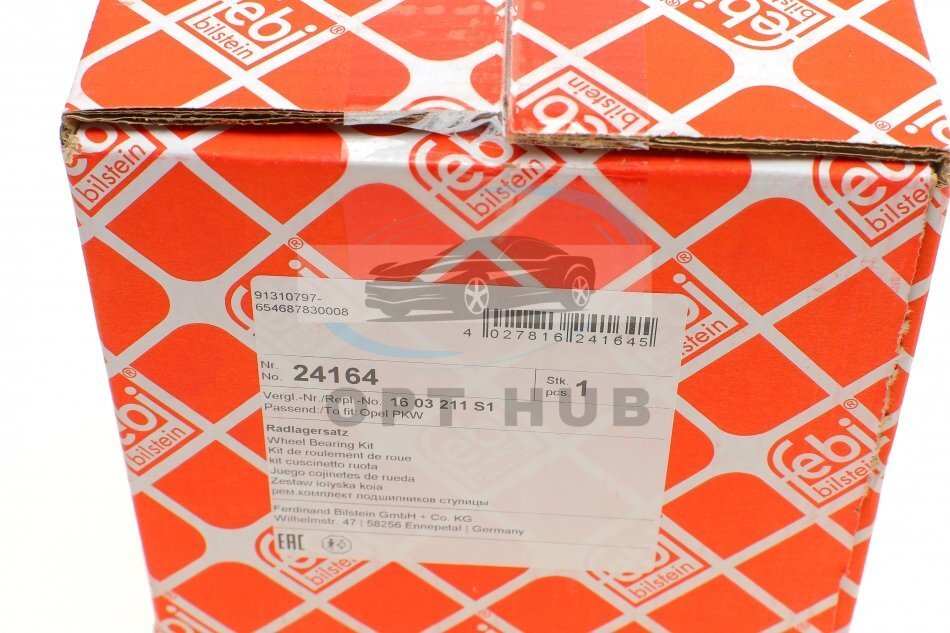 febi
bilstein
91310797-
654687830008
4 027816 241645
Nr.
No. 24164
Stk.
pcs. 1
Vergl.-Nr./Repl.-No. 16 03 211 S1
Passend:/To fit: Opel PKW
OPT HUB
Radlagersatz
Wheel Bearing Kit
Kit de roulement de roue
kit cuscinetto ruota
Juego cojinetes de rueda
Zestaw łożyska koła
рем.комплект подшипников ступицы
Ferdinand Bilstein GmbH + Co. KG
Wilhelmstr. 47 | 58256 Ennepetal | Germany
EAC